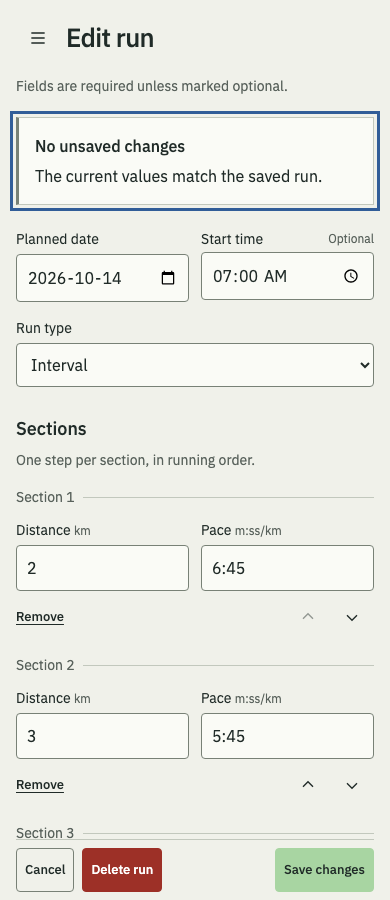 Edit run
Fields are required unless marked optional.
No unsaved changes
The current values match the saved run.
Planned date
Start time Optional
2026-10-14
07:00 AM
Run type
Interval
Sections
One step per section, in running order.
Section 1
Distance km
Pace m:ss/km
2
6:45
Remove
Section 2
Distance km
Pace m:ss/km
3
5:45
Remove
Section 3
Cancel
Delete run
Save changes